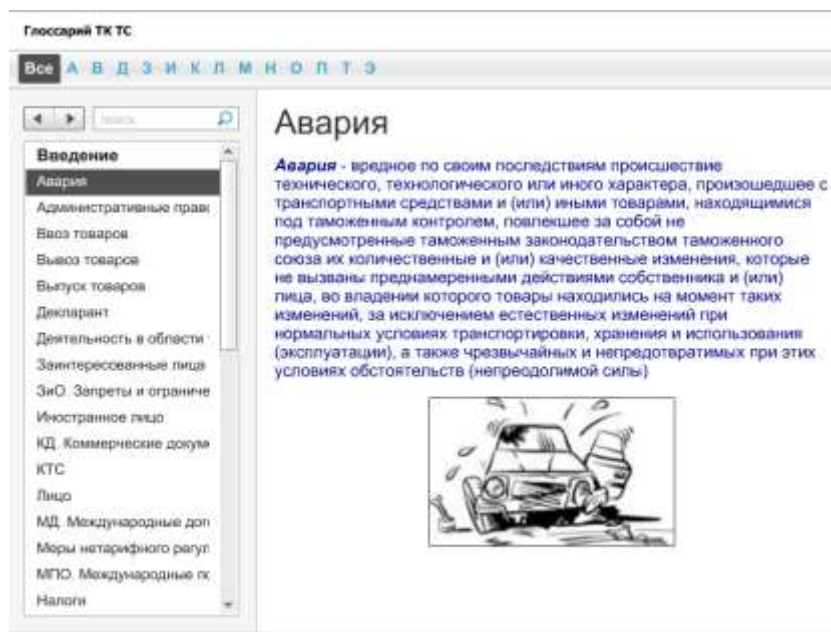 Глоссарий ТК ТС
Все А В Д З И К Л М Н О П Т Э
поиск
Введение
Авария
Административные право
Ввоз товаров
Вывоз товаров
Выпуск товаров
Декларант
Деятельность в области
Заинтересованные лица
ЗиО. Запреты и ограниче
Иностранное лицо
КД. Коммерческие докум
КТС
Лицо
МД. Международные дог
Меры нетарифного регул
МПО. Международные по
Налоги
Авария
Авария - вредное по своим последствиям происшествие
технического, технологического или иного характера, произошедшее с
транспортными средствами и (или) иными товарами, находящимися
под таможенным контролем, повлекшее за собой не
предусмотренные таможенным законодательством таможенного
союза их количественные и (или) качественные изменения, которые
не вызваны преднамеренными действиями собственника и (или)
лица, во владении которого товары находились на момент таких
изменений, за исключением естественных изменений при
нормальных условиях транспортировки, хранения и использования
(эксплуатации), а также чрезвычайных и непредотвратимых при этих
условиях обстоятельств (непреодолимой силы)